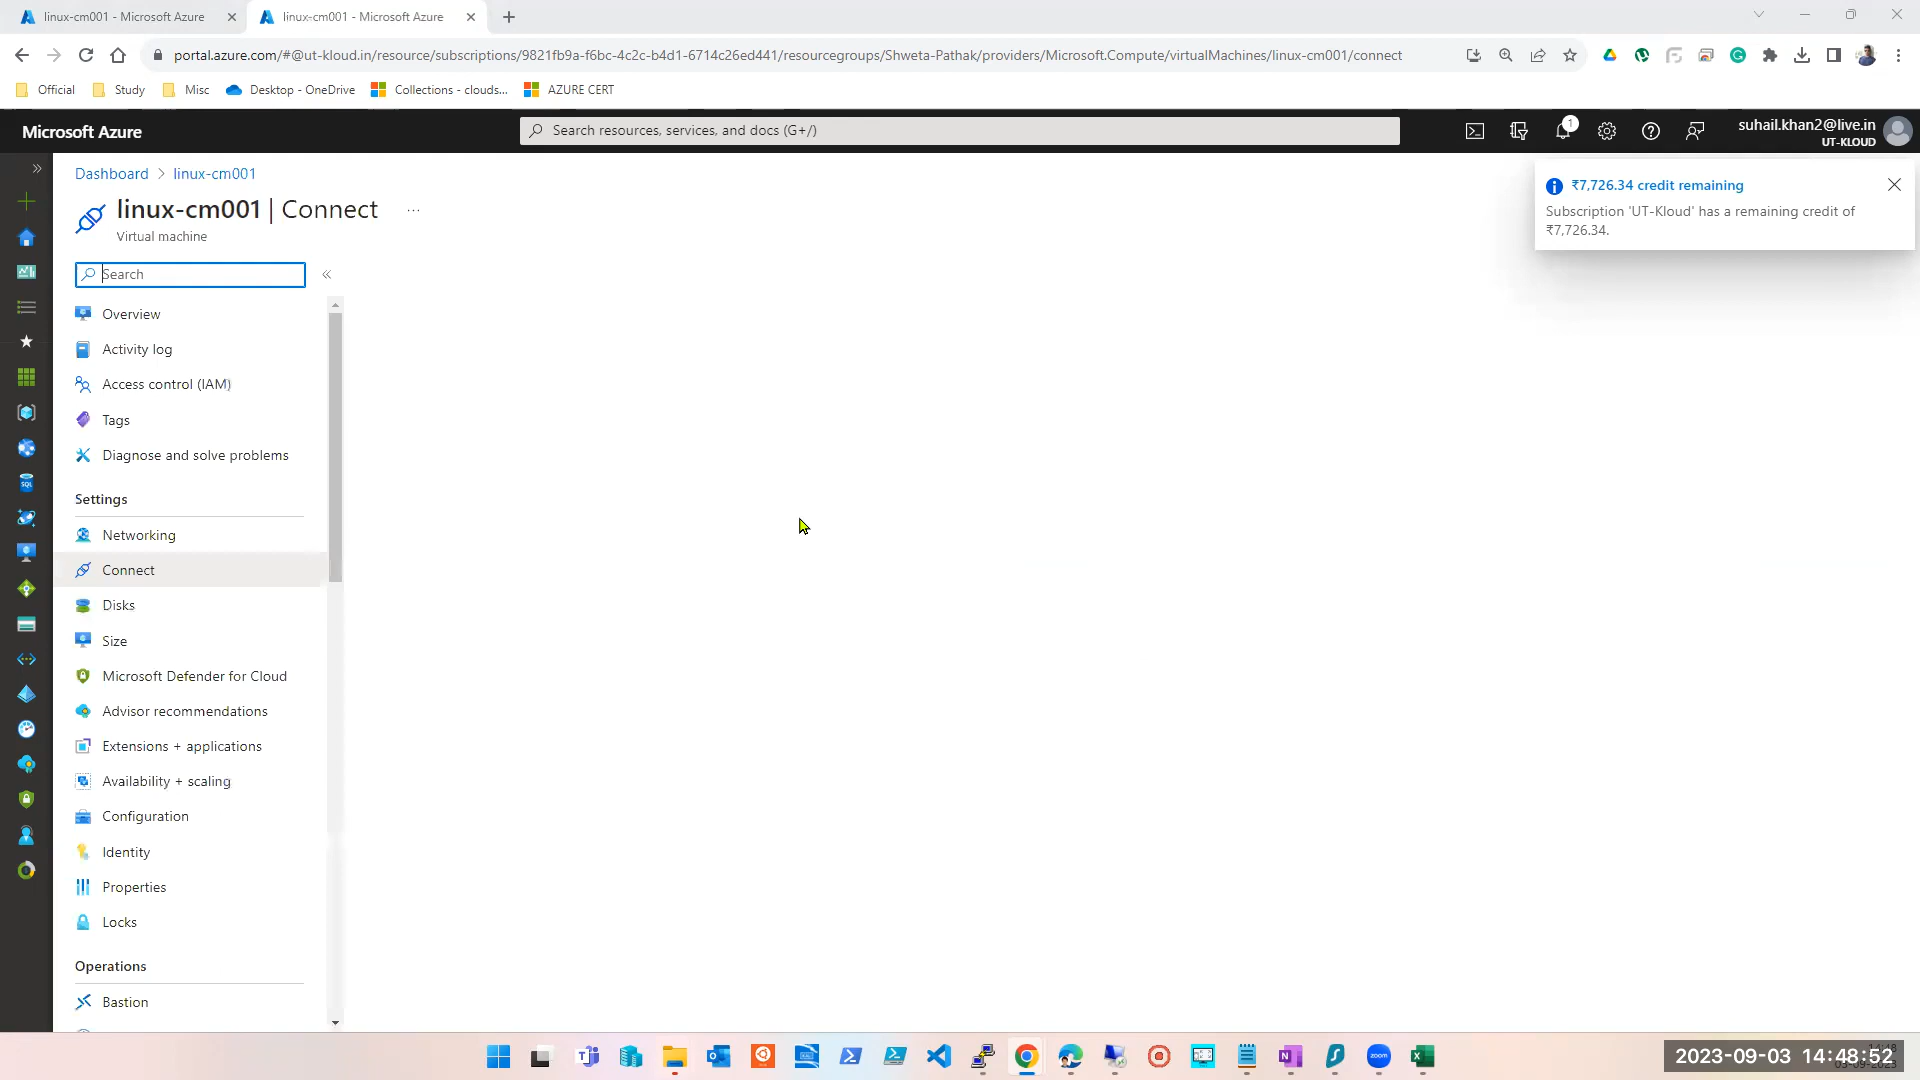 linux-cm001 - Microsoft Azure
linux-cm001 - Microsoft Azure
portal.azure.com/#@ut-kloud.in/resource/subscriptions/9821fb9a-f6bc-4c2c-b4d1-6714c26ed441/resourcegroups/Shweta-Pathak/providers/Microsoft.Compute/virtualMachines/linux-cm001/connect
Official
Study
Misc
Desktop - OneDrive
Collections - clouds...
AZURE CERT
Microsoft Azure
Search resources, services, and docs (G+/)
1
suhail.khan2@live.in
UT-KLOUD
Dashboard > linux-cm001
linux-cm001 | Connect
...
Virtual machine
Search
₹7,726.34 credit remaining
Subscription 'UT-Kloud' has a remaining credit of
₹7,726.34.
Overview
Activity log
Access control (IAM)
Tags
Diagnose and solve problems
Settings
Networking
Connect
Disks
Size
Microsoft Defender for Cloud
Advisor recommendations
Extensions + applications
Availability + scaling
Configuration
Identity
Properties
Locks
Operations
Bastion
2023-09-03 14:48:52